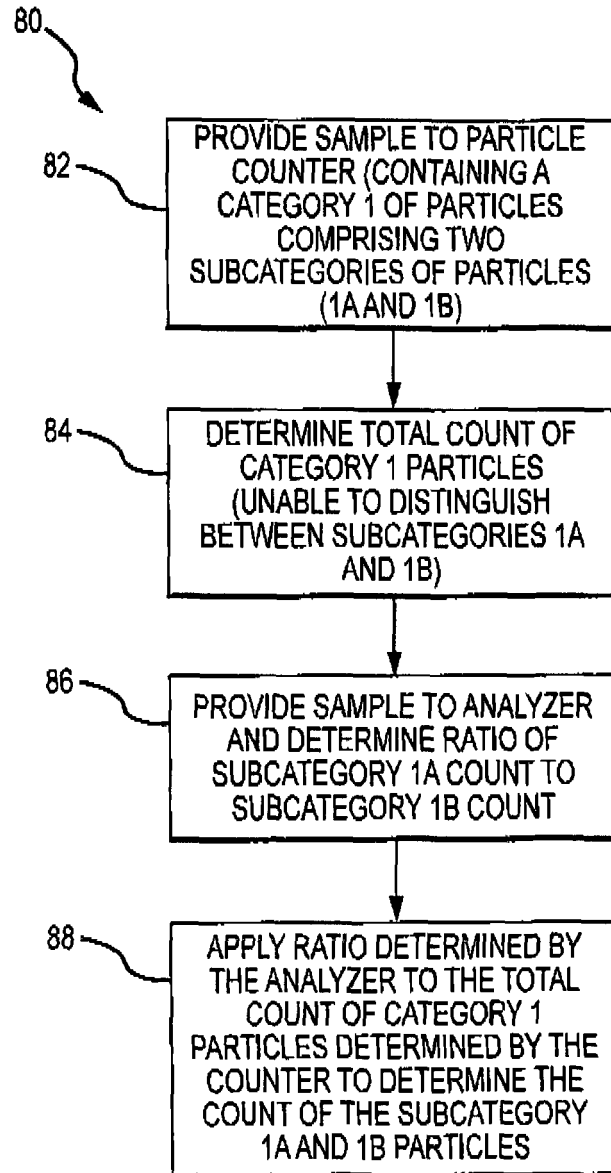 80
82
PROVIDE SAMPLE TO PARTICLE
COUNTER (CONTAINING A
CATEGORY 1 OF PARTICLES
COMPRISING TWO
SUBCATEGORIES OF PARTICLES
(1A AND 1B)
84
DETERMINE TOTAL COUNT OF
CATEGORY 1 PARTICLES
(UNABLE TO DISTINGUISH
BETWEEN SUBCATEGORIES 1A
AND 1B)
86
PROVIDE SAMPLE TO ANALYZER
AND DETERMINE RATIO OF
SUBCATEGORY 1A COUNT TO
SUBCATEGORY 1B COUNT
88
APPLY RATIO DETERMINED BY
THE ANALYZER TO THE TOTAL
COUNT OF CATEGORY 1
PARTICLES DETERMINED BY THE
COUNTER TO DETERMINE THE
COUNT OF THE SUBCATEGORY
1A AND 1B PARTICLES